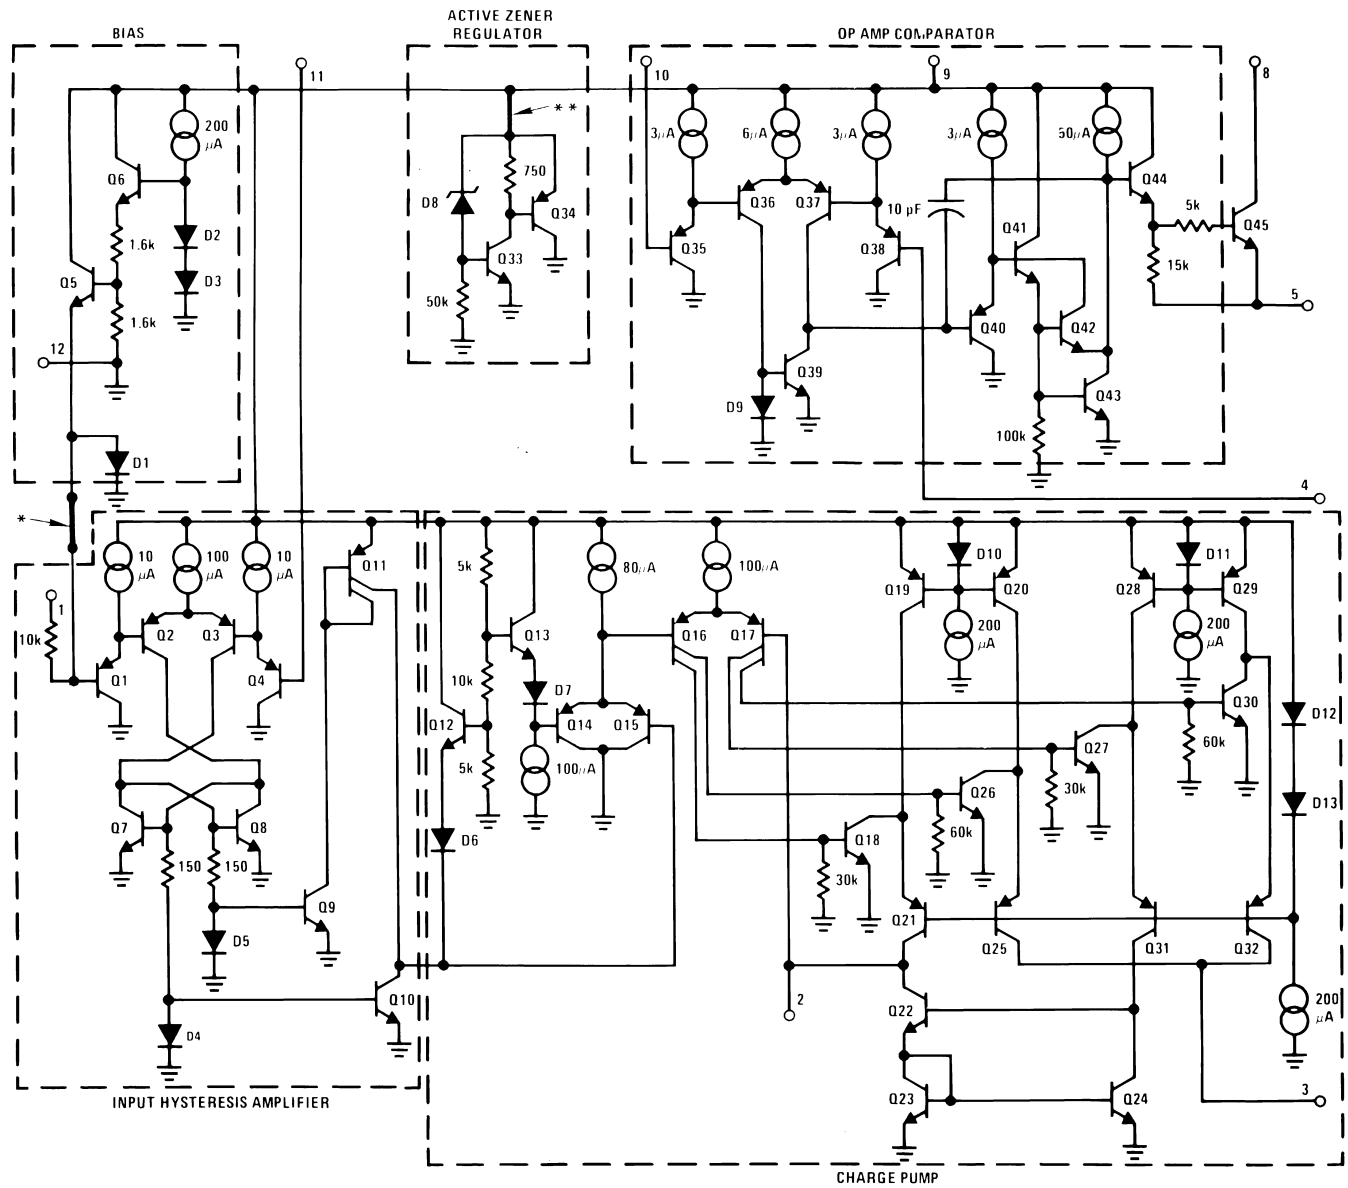 ACTIVE ZENER
REGULATOR
BIAS
OP AMP COMPARATOR
11
10
9
8
200
μA
* *
3μA
6μA
3μA
3μA
50μA
Q6
750
Q44
D8
Q34
Q36
Q37
10 pF
5k
D2
Q41
Q45
1.6k
Q35
Q38
Q33
15k
D3
Q5
50k
5
1.6k
Q40
Q42
12
Q39
D9
Q43
100k
D1
4
*
10
μA
100
μA
10
μA
Q11
5k
80μA
100μA
D10
D11
Q19
Q20
Q28
Q29
1
10k
Q2
Q3
Q13
Q16
Q17
200
μA
200
μA
Q1
Q4
10k
D7
Q30
Q12
Q14
Q15
D12
60k
Q27
5k
100μA
30k
Q26
D13
Q7
Q8
D6
Q18
60k
150
150
30k
Q9
Q21
D5
Q25
Q31
Q32
Q10
2
Q22
200
μA
D4
3
Q23
Q24
INPUT HYSTERESIS AMPLIFIER
CHARGE PUMP